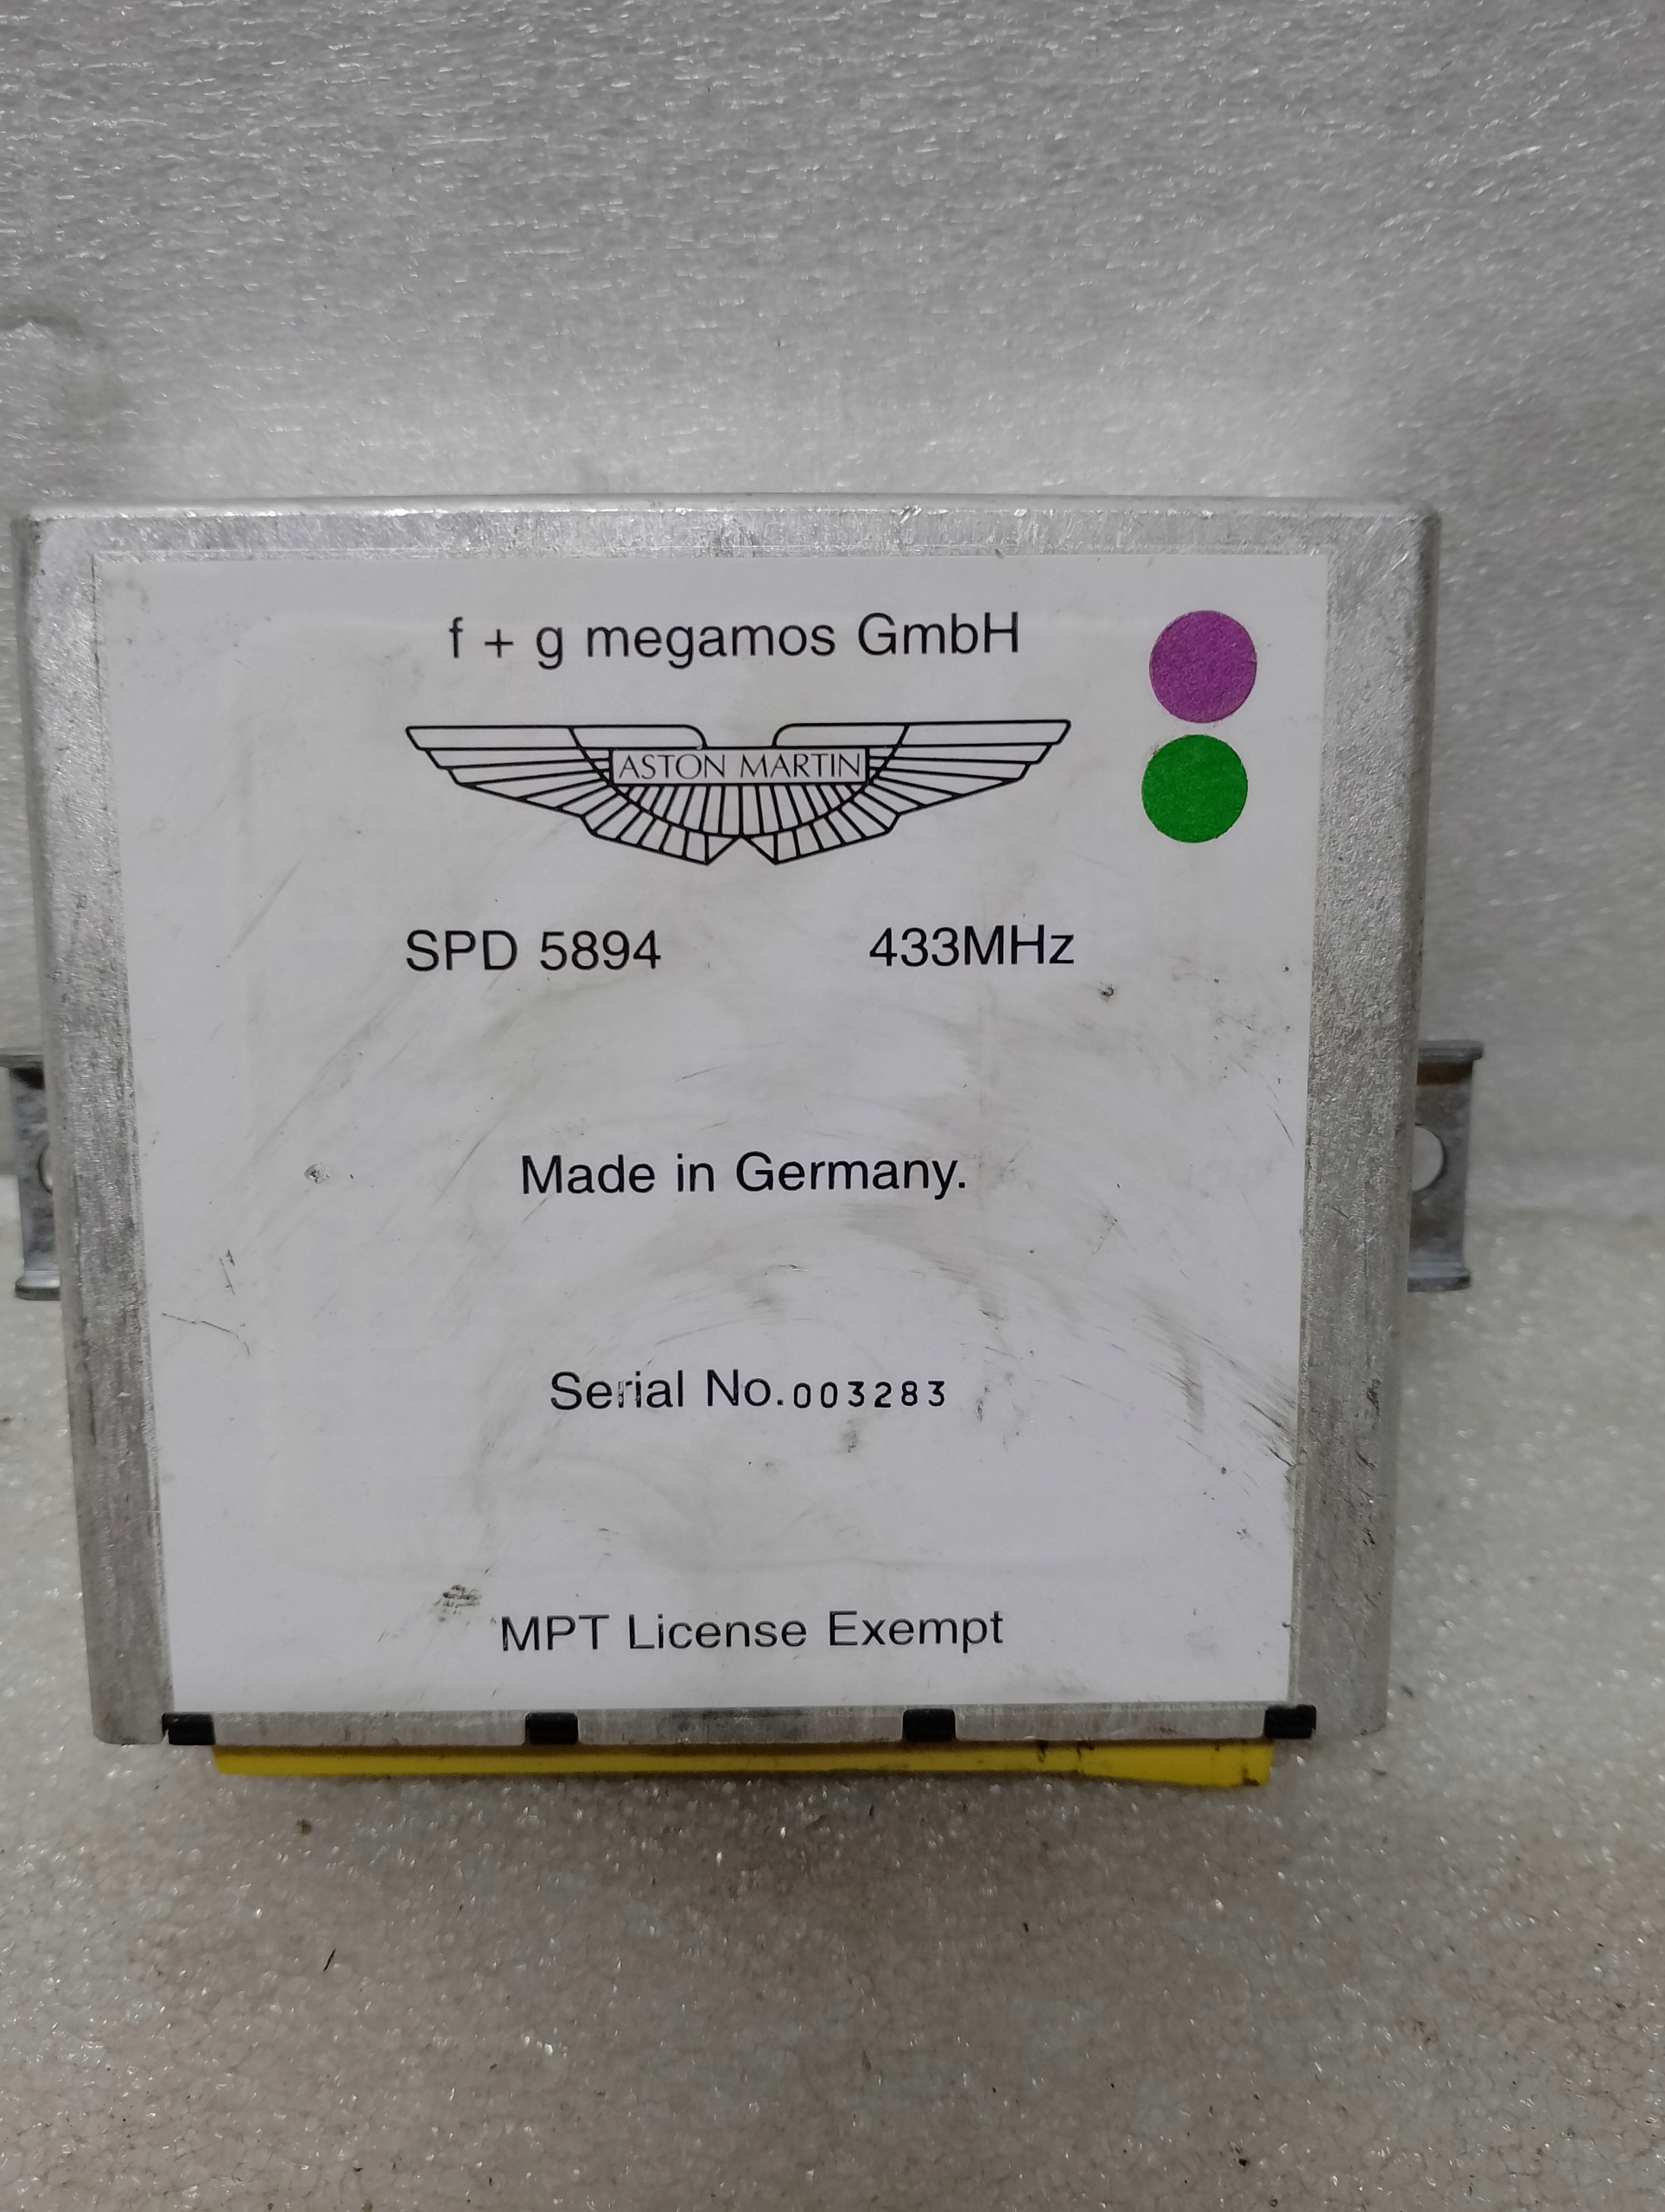 f + g megamos GmbH
ASTON MARTIN
SPD 5894 433MHz
Made in Germany.
Serial No. 003283
MPT License Exempt